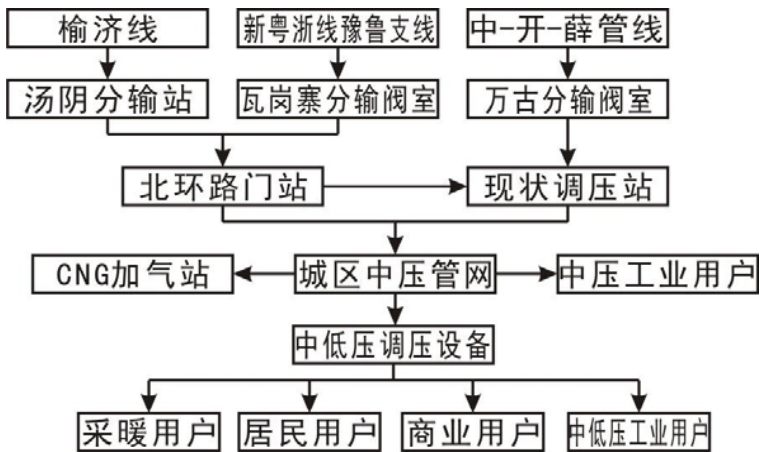 榆济线
新粤浙线豫鲁支线
中-开-薛管线
汤阴分输站
瓦岗寨分输阀室
万古分输阀室
北环路门站
现状调压站
CNG加气站
城区中压管网
中压工业用户
中低压调压设备
采暖用户
居民用户
商业用户
中低压工业用户